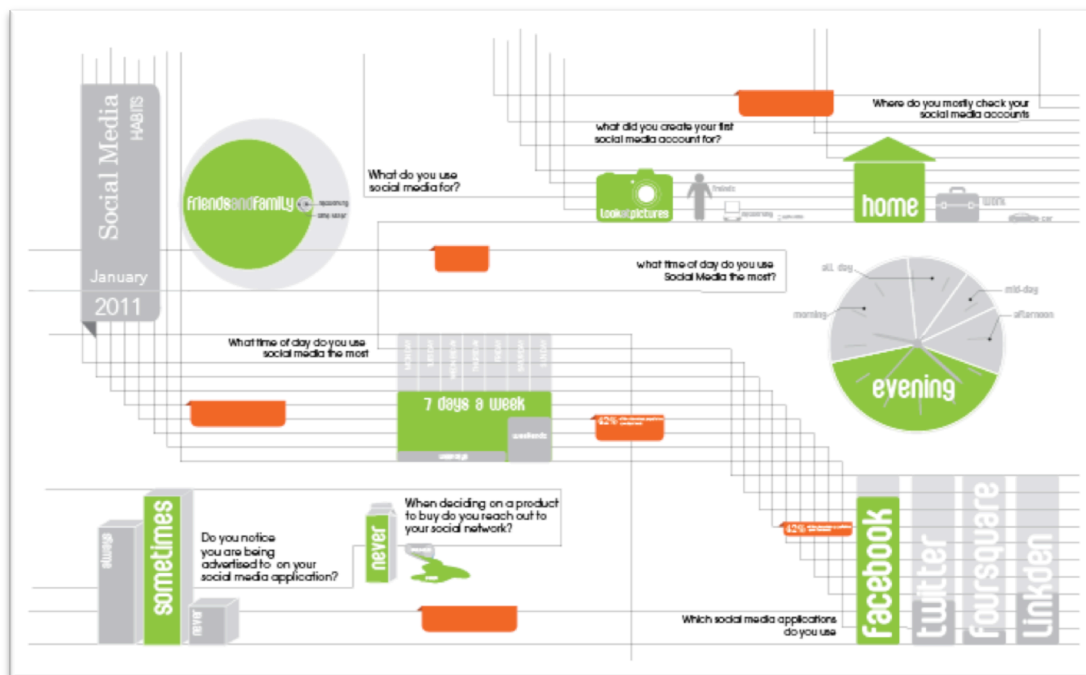 Social Media
HABITS
January
2011
friendsandfamily
What do you use
social media for?
what did you create your first
social media account for?
lookatpictures
friends
Where do you mostly check your
social media accounts
home
work
car
what time of day do you use
Social Media the most?
all day
mid-day
morning
afternoon
evening
What time of day do you use
social media the most
7 days a week
weekends
42%
Do you notice
you are being
advertised to on your
social media application?
always
sometimes
never
When deciding on a product
to buy do you reach out to
your social network?
never
42%
Which social media applications
do you use
facebook
twitter
foursquare
linkden